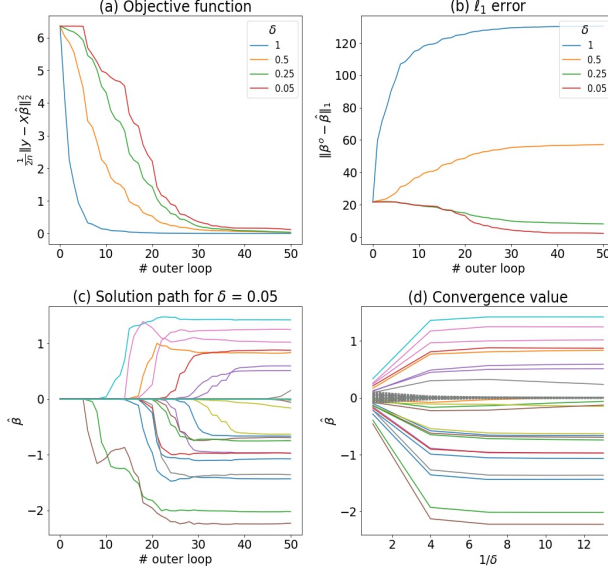 (a) Objective function
(b) ℓ₁ error
δ
1
0.5
0.25
0.05
δ
1
0.5
0.25
0.05
6
5
4
3
2
1
0
120
100
80
60
40
20
0
1/2n ‖y − Xβ̂‖₂²
‖β° − β̂‖₁
0 10 20 30 40 50
0 10 20 30 40 50
# outer loop
# outer loop
(c) Solution path for δ = 0.05
(d) Convergence value
1
0
−1
−2
1
0
−1
−2
β̂
β̂
0 10 20 30 40 50
2 4 6 8 10 12
# outer loop
1/δ